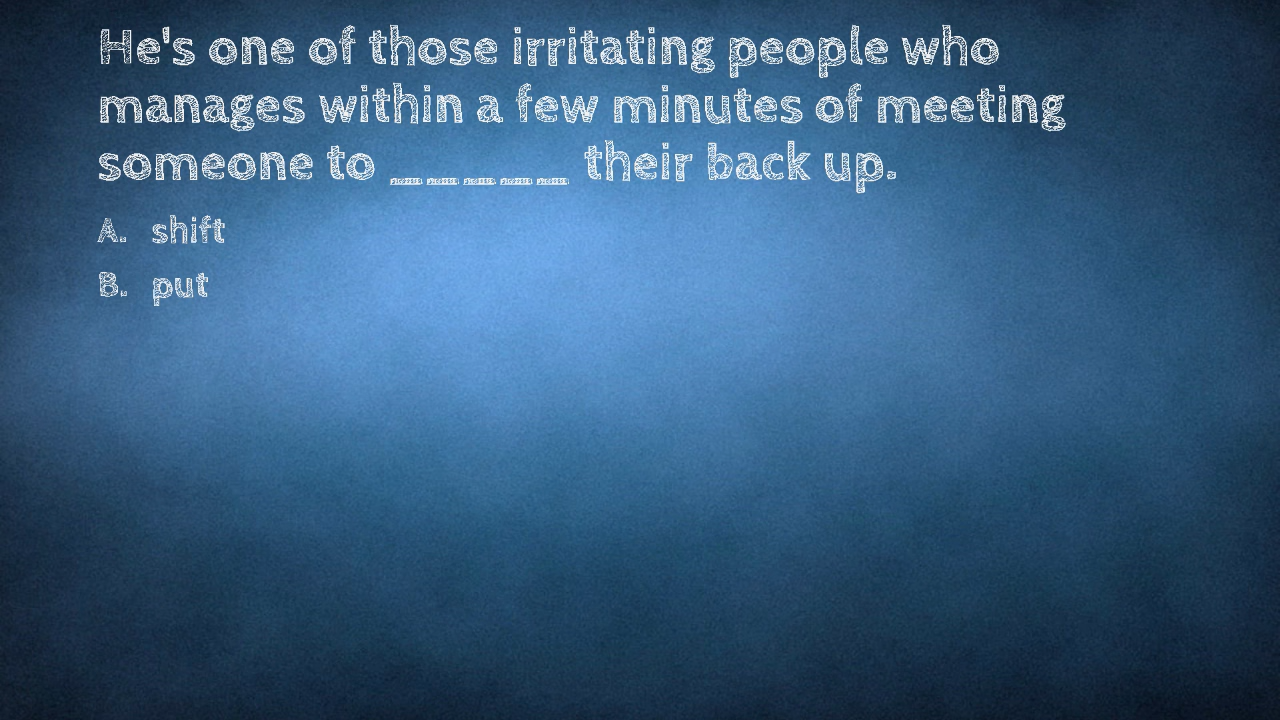 He's one of those irritating people who
manages within a few minutes of meeting
someone to _ _ _ _ _ their back up.
A. shift
B. put